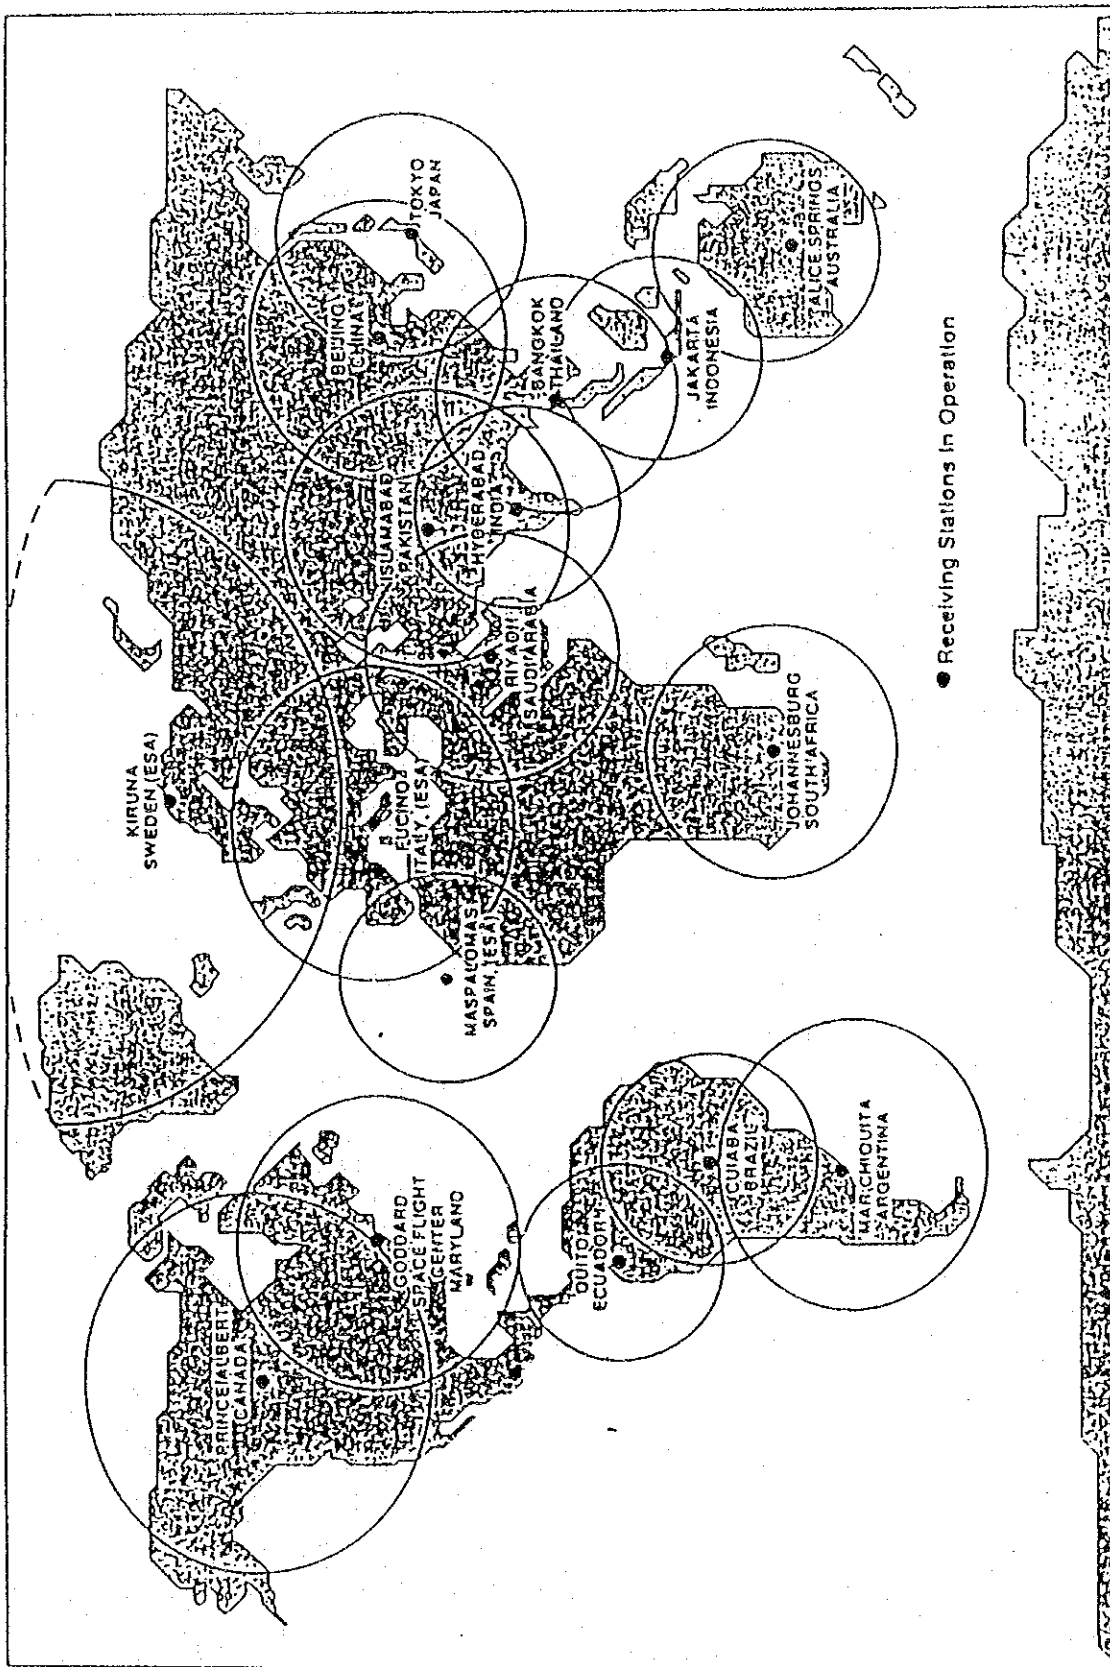 KIRUNA
SWEDEN (ESA)
PRINCE ALBERT
CANADA
GODDARD
SPACE FLIGHT
CENTER
MARYLAND
FUCINO
ITALY, (ESA)
MASPALOMAS
SPAIN, (ESA)
BEIJING
CHINA
TOKYO
JAPAN
ISLAMABAD
PAKISTAN
HYDERABAD
INDIA
RIYADH
SAUDI ARABIA
BANGKOK
THAILAND
JAKARTA
INDONESIA
QUITO
ECUADOR
CUIABA
BRAZIL
MAR CHIQUITA
ARGENTINA
JOHANNESBURG
SOUTH AFRICA
ALICE SPRINGS
AUSTRALIA
Receiving Stations In Operation